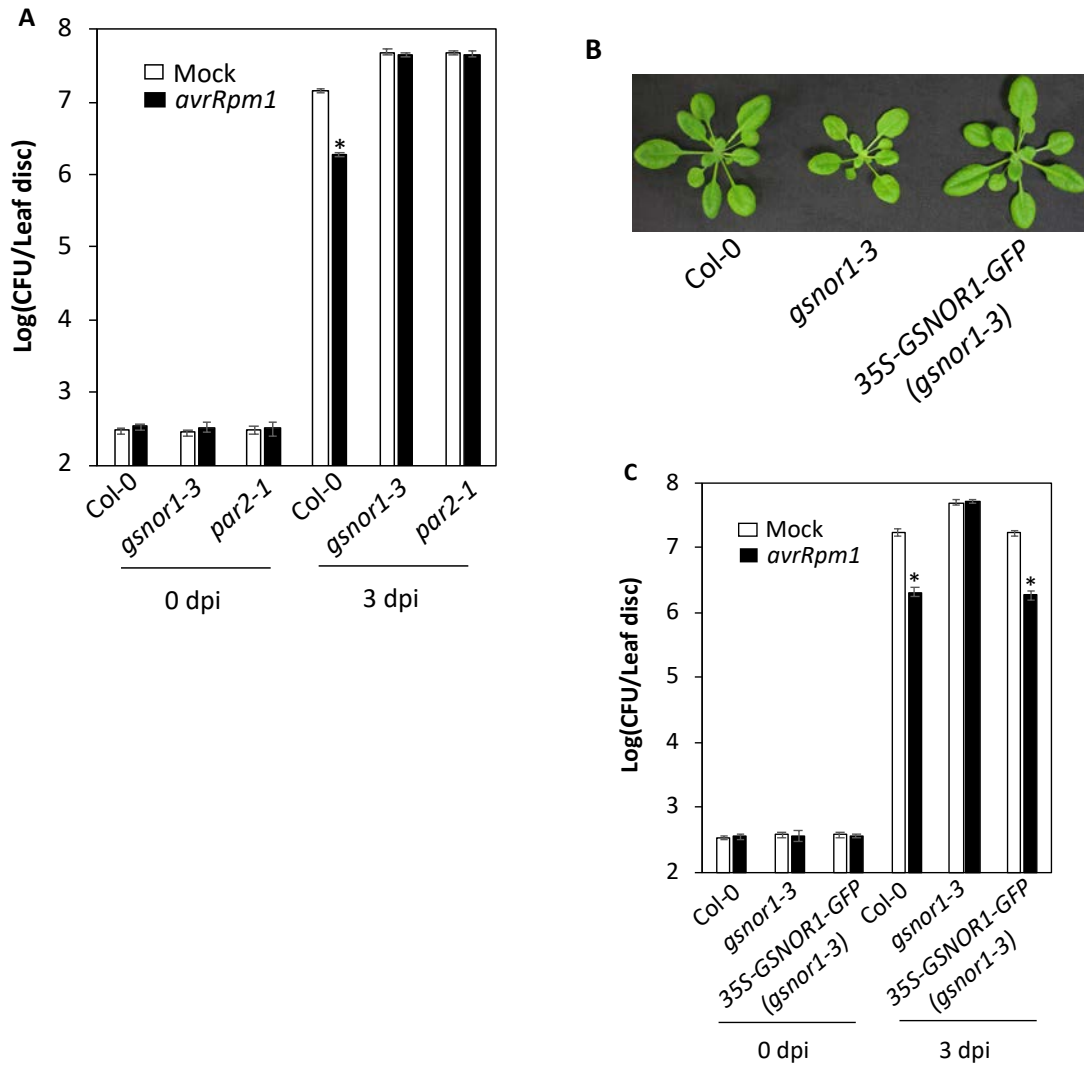 A
Log(CFU/Leaf disc)
8
7
6
5
4
3
2
Mock
avrRpm1
*
Col-0
gsnor1-3
par2-1
Col-0
gsnor1-3
par2-1
0 dpi
3 dpi
B
Col-0
gsnor1-3
35S-GSNOR1-GFP
(gsnor1-3)
C
Log(CFU/Leaf disc)
8
7
6
5
4
3
2
Mock
avrRpm1
*
*
Col-0
gsnor1-3
35S-GSNOR1-GFP
(gsnor1-3)
Col-0
gsnor1-3
35S-GSNOR1-GFP
(gsnor1-3)
0 dpi
3 dpi